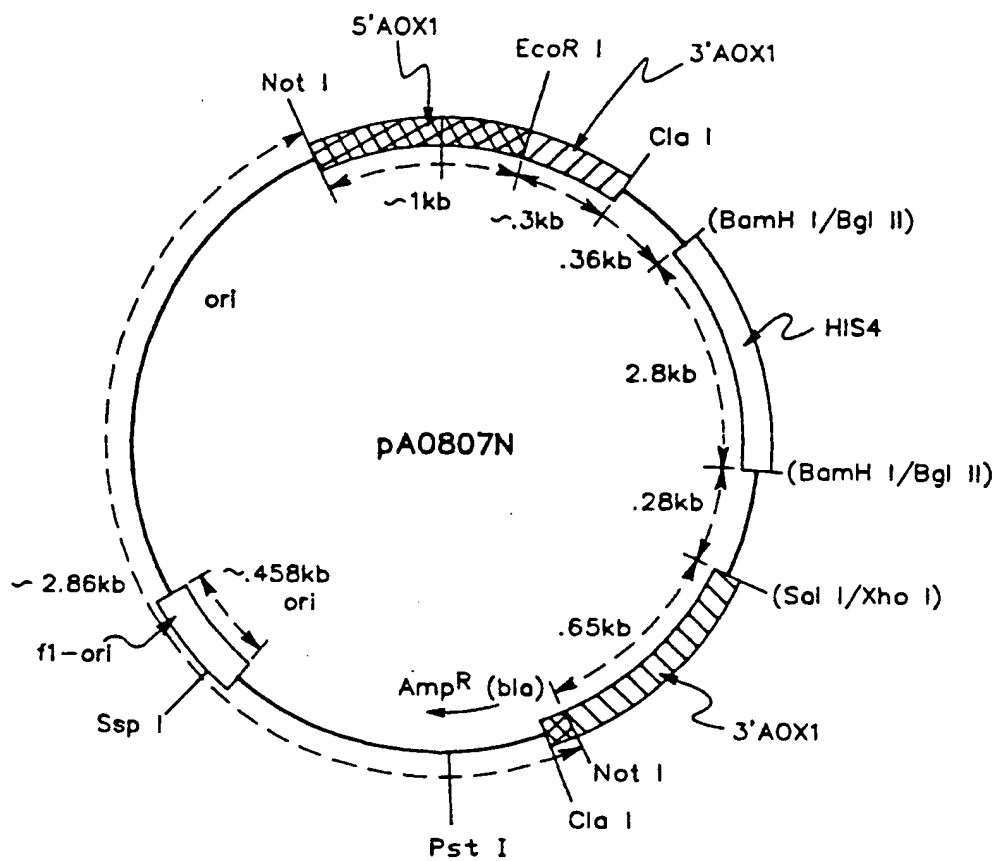 5'AOX1
EcoR I
3'AOX1
Not I
Cla I
~1kb
~.3kb
(BamH I/Bgl II)
.36kb
ori
HIS4
2.8kb
pAO807N
(BamH I/Bgl II)
.28kb
~.458kb
~ 2.86kb
ori
(Sal I/Xho I)
.65kb
f1-ori
AmpR (bla)
Ssp I
3'AOX1
Not I
Cla I
Pst I